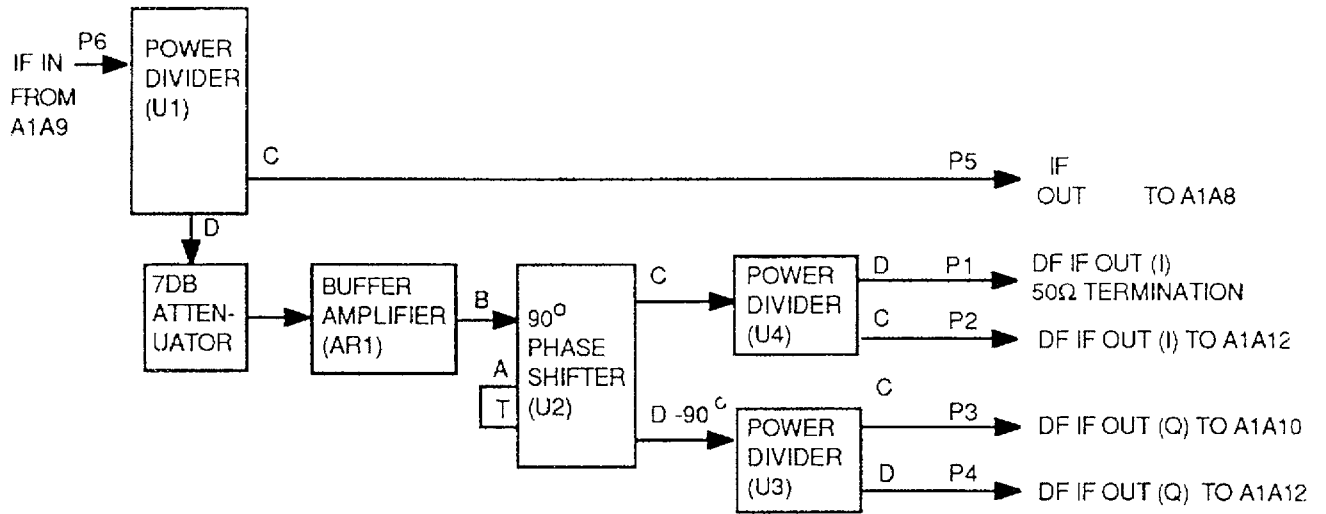 P6
IF IN
FROM
A1A9
POWER
DIVIDER
(U1)
C
P5
IF
OUT TO A1A8
D
7DB
ATTEN-
UATOR
BUFFER
AMPLIFIER
(AR1)
B
A
T
90°
PHASE
SHIFTER
(U2)
C
POWER
DIVIDER
(U4)
D P1
DF IF OUT (I)
50Ω TERMINATION
C P2
DF IF OUT (I) TO A1A12
D -90°
POWER
DIVIDER
(U3)
C
P3
DF IF OUT (Q) TO A1A10
D P4
DF IF OUT (Q) TO A1A12